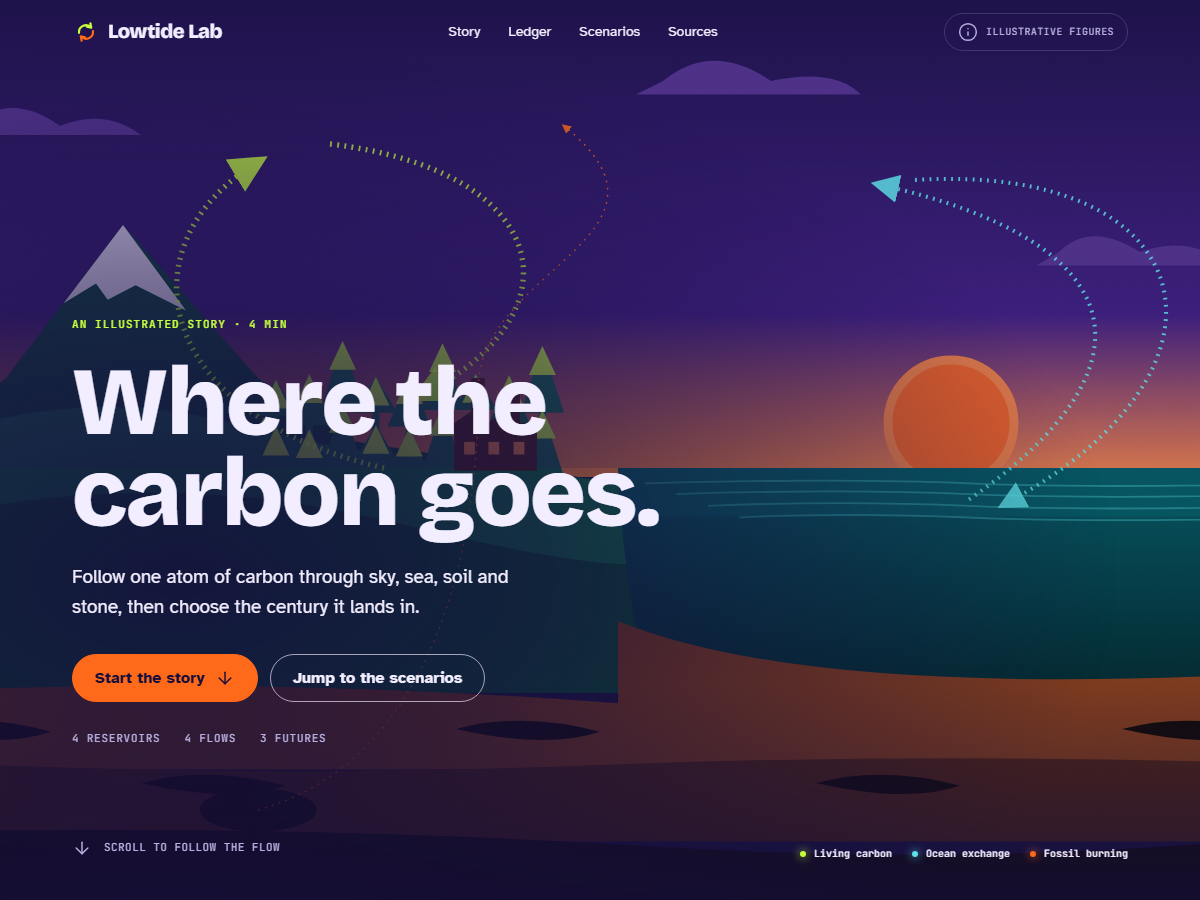 Lowtide Lab
Story Ledger Scenarios Sources
ILLUSTRATIVE FIGURES
AN ILLUSTRATED STORY · 4 MIN
Where the
carbon goes.
Follow one atom of carbon through sky, sea, soil and
stone, then choose the century it lands in.
Start the story
Jump to the scenarios
4 RESERVOIRS 4 FLOWS 3 FUTURES
SCROLL TO FOLLOW THE FLOW
Living carbon Ocean exchange Fossil burning